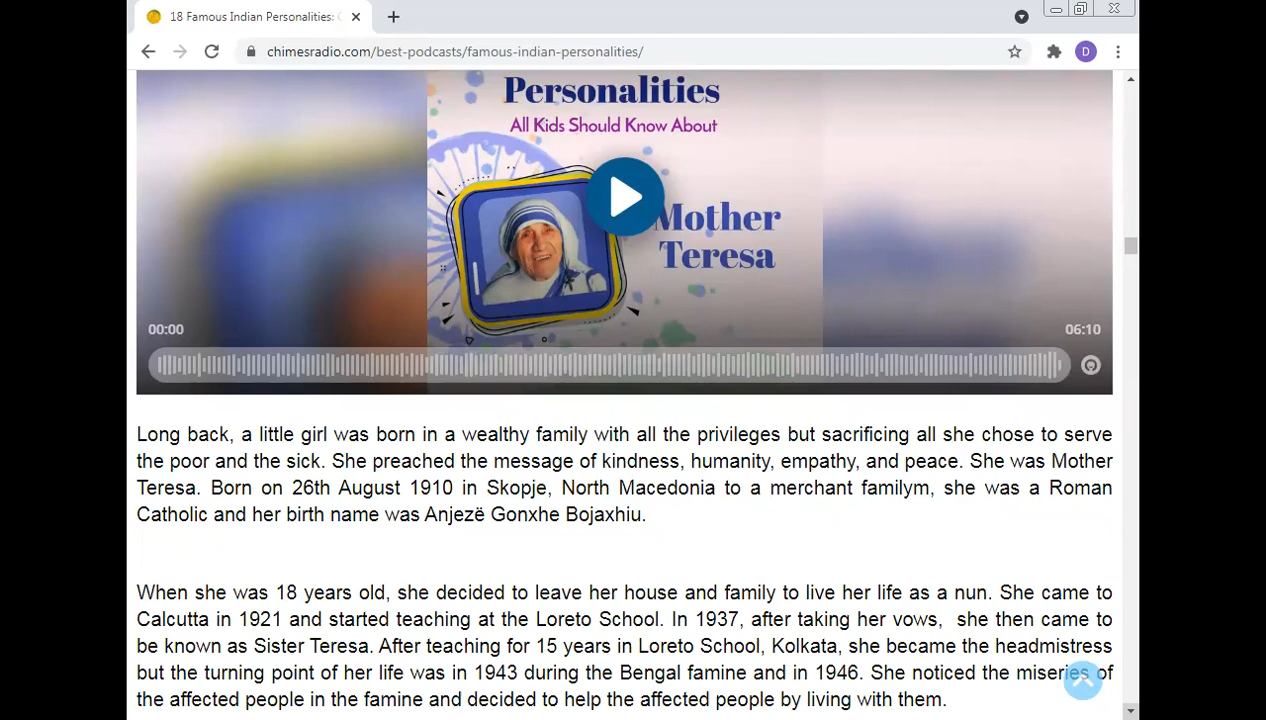 18 Famous Indian Personalities:
chimesradio.com/best-podcasts/famous-indian-personalities/
D
Personalities
All Kids Should Know About
Mother
Teresa
00:00
06:10
Long back, a little girl was born in a wealthy family with all the privileges but sacrificing all she chose to serve
the poor and the sick. She preached the message of kindness, humanity, empathy, and peace. She was Mother
Teresa. Born on 26th August 1910 in Skopje, North Macedonia to a merchant familym, she was a Roman
Catholic and her birth name was Anjezë Gonxhe Bojaxhiu.
When she was 18 years old, she decided to leave her house and family to live her life as a nun. She came to
Calcutta in 1921 and started teaching at the Loreto School. In 1937, after taking her vows, she then came to
be known as Sister Teresa. After teaching for 15 years in Loreto School, Kolkata, she became the headmistress
but the turning point of her life was in 1943 during the Bengal famine and in 1946. She noticed the miseries of
the affected people in the famine and decided to help the affected people by living with them.